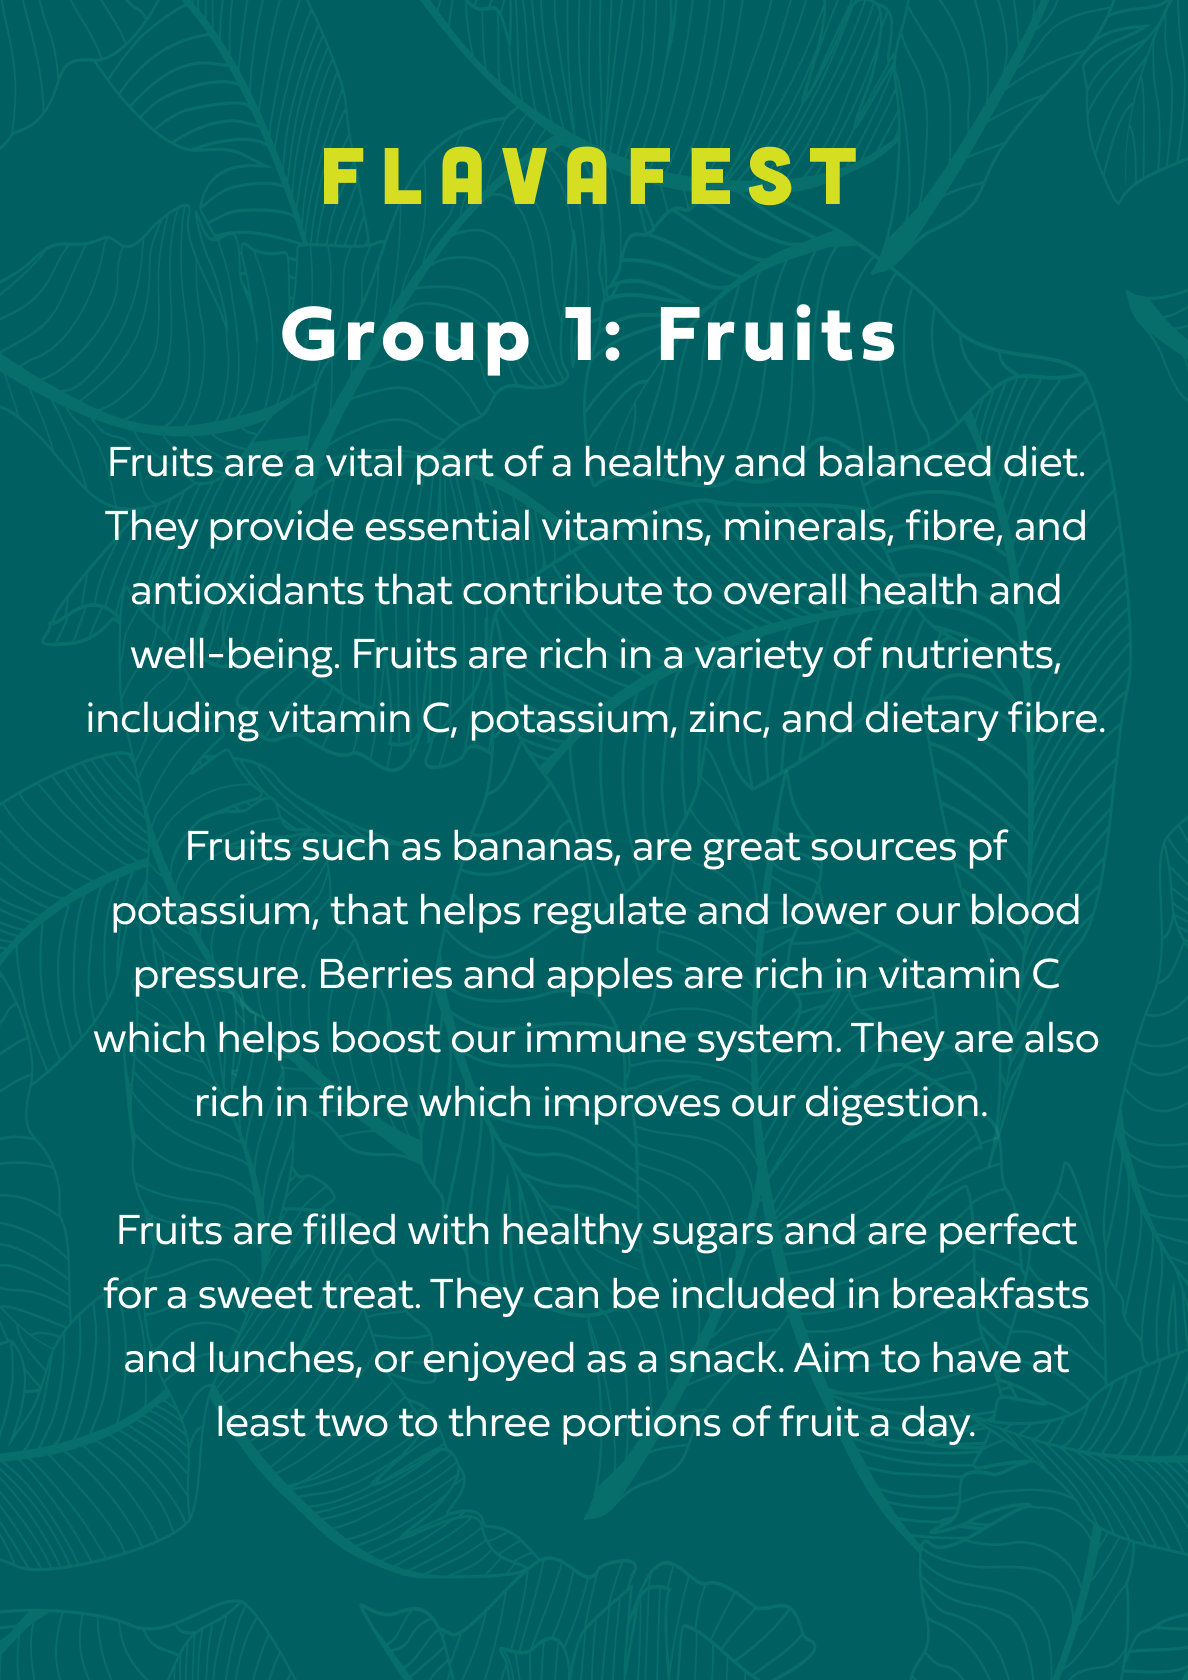 FLAVAFEST
Group 1: Fruits
Fruits are a vital part of a healthy and balanced diet.
They provide essential vitamins, minerals, fibre, and
antioxidants that contribute to overall health and
well-being. Fruits are rich in a variety of nutrients,
including vitamin C, potassium, zinc, and dietary fibre.
Fruits such as bananas, are great sources pf
potassium, that helps regulate and lower our blood
pressure. Berries and apples are rich in vitamin C
which helps boost our immune system. They are also
rich in fibre which improves our digestion.
Fruits are filled with healthy sugars and are perfect
for a sweet treat. They can be included in breakfasts
and lunches, or enjoyed as a snack. Aim to have at
least two to three portions of fruit a day.